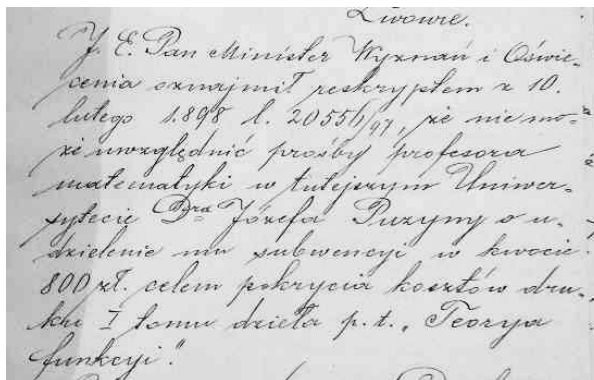 Lwowie.
J. E. Pan Minister Wyznań i Oświe-
cenia oznajmił reskryptem z 10.
lutego 1898 l. 2055/97, że nie mo-
że uwzględnić prośby profesora
matematyki w tutejszym Uniwer-
sytecie Dra Józefa Puzyny o u-
dzielenie mu subwencyi w kwocie
800 zł. celem pokrycia kosztów dru-
ku I tomu dzieła p. t. „Teorya
funkcyi".